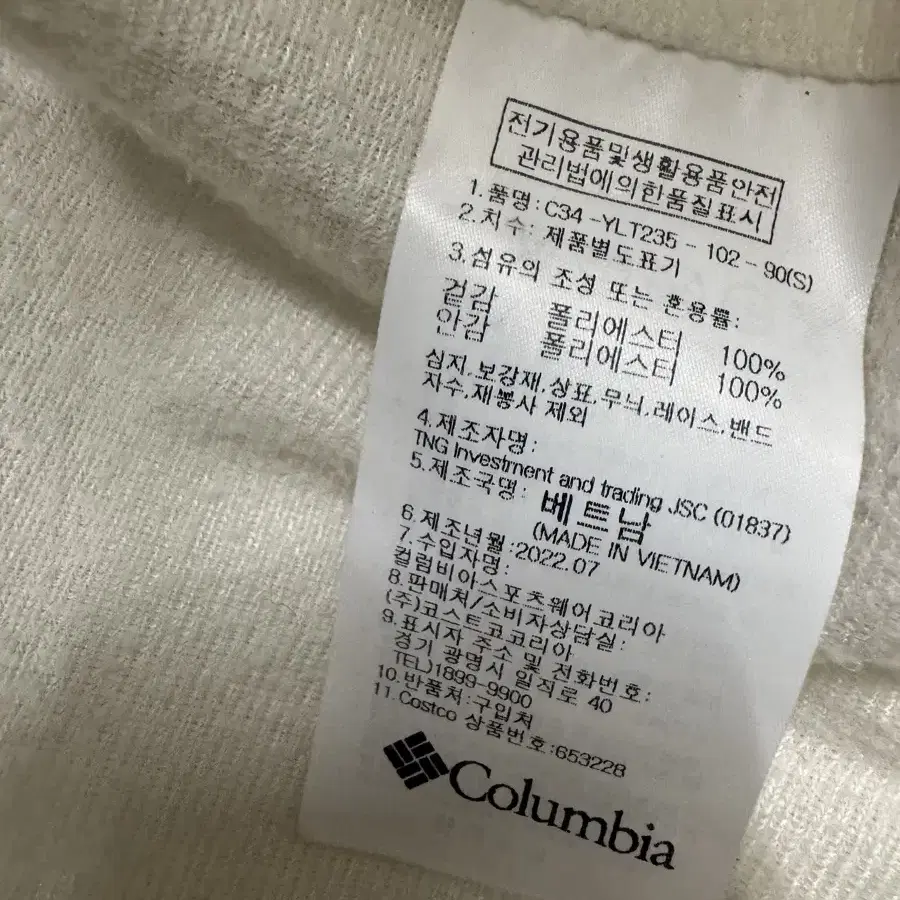 전기용품및생활용품안전
관리법에의한품질표시
1.품명: C34-YLT235-102-90(S)
2.치수: 제품별도표기
3.섬유의 조성 또는 혼용률:
겉감 폴리에스터 100%
안감 폴리에스터 100%
심지,보강재,상표,무늬,레이스,밴드
자수,재봉사 제외
4.제조자명:
TNG Investment and trading JSC (01837)
5.제조국명: 베트남
(MADE IN VIETNAM)
6.제조년월:2022.07
7.수입자명:
컬럼비아스포츠웨어코리아
8.판매처/소비자상담실:
(주)코스트코코리아
9.표시자 주소 및 전화번호:
경기 광명시 일직로 40
TEL)1899-9900
10.반품처:구입처
11.Costco 상품번호:653228
Columbia